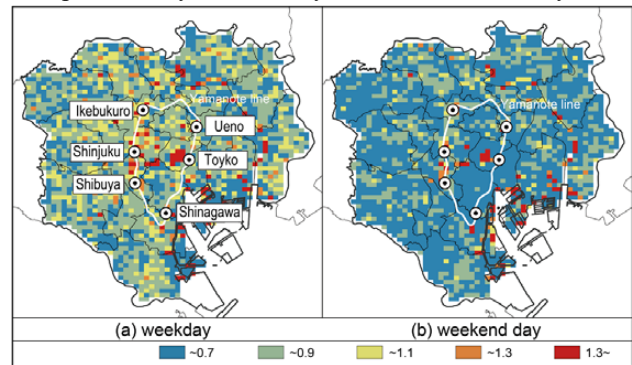 Yamanote line
Ikebukuro
Ueno
Shinjuku
Toyko
Shibuya
Shinagawa
Yamanote line
(a) weekday
(b) weekend day
~0.7
~0.9
~1.1
~1.3
1.3~